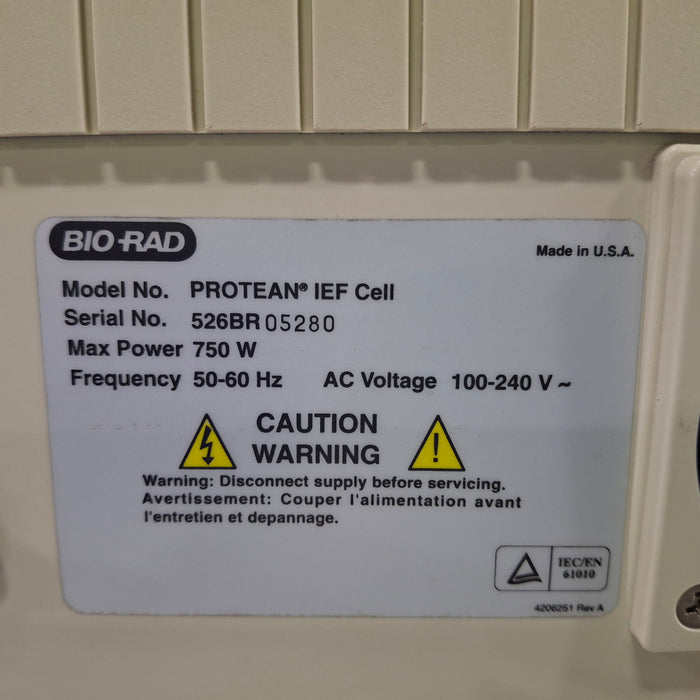 BIO-RAD
Made in U.S.A.
Model No. PROTEAN® IEF Cell
Serial No. 526BR 05280
Max Power 750 W
Frequency 50-60 Hz AC Voltage 100-240 V ~
CAUTION
WARNING
Warning: Disconnect supply before servicing.
Avertissement: Couper l'alimentation avant
l'entretien et depannage.
IEC/EN
61010
4206251 Rev A